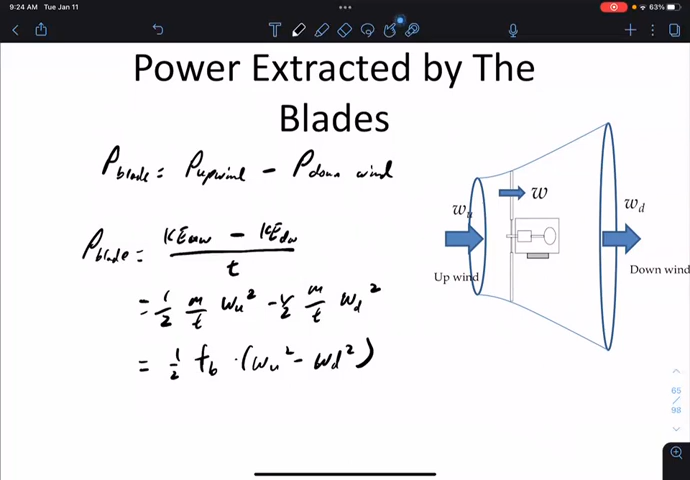 9:24 AM Tue Jan 11
63%
Power Extracted by The
Blades
P_blade = P_upwind - P_down wind
P_blade = KE_uw - KE_dw
t
= 1/2 m/t w_u² - 1/2 m/t w_d²
= 1/2 f_b · (w_u² - w_d²)
w
w_u
w_d
Up wind
Down wind
65
/
98